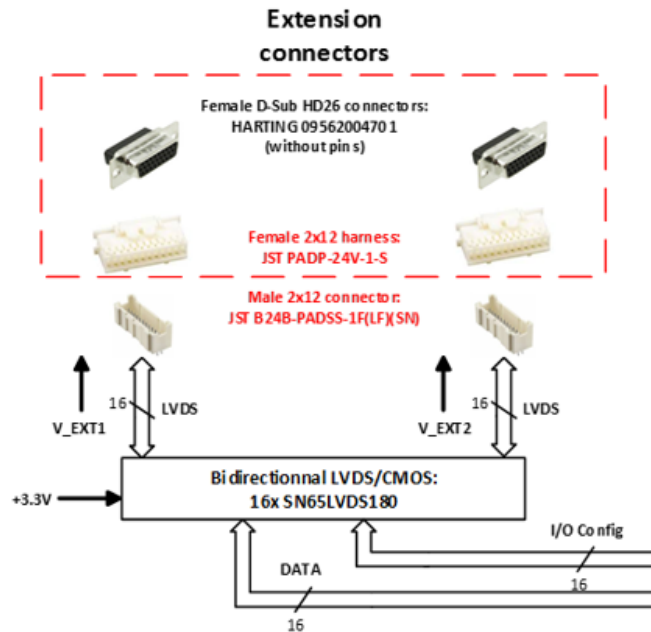 Extension
connectors
Female D-Sub HD26 connectors:
HARTING 09562004701
(without pins)
Female 2x12 harness:
JST PADP-24V-1-S
Male 2x12 connector:
JST B24B-PADSS-1F(LF)(SN)
16
LVDS
16
LVDS
V_EXT1
V_EXT2
Bidirectionnal LVDS/CMOS:
16x SN65LVDS180
+3.3V
I/O Config
DATA
16
16